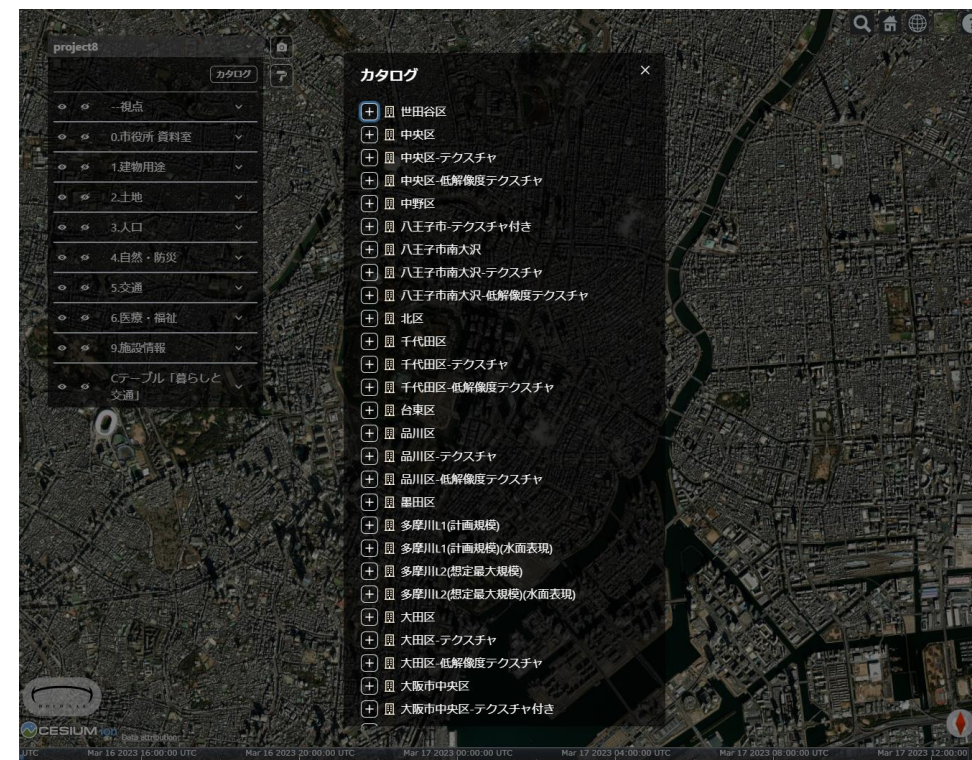 project8
カタログ
--視点
0.市役所 資料室
1.建物用途
2.土地
3.人口
4.自然・防災
5.交通
6.医療・福祉
9.施設情報
Cテーブル「暮らしと
交通」
カタログ
×
世田谷区
中央区
中央区-テクスチャ
中央区-低解像度テクスチャ
中野区
八王子市-テクスチャ付き
八王子市南大沢
八王子市南大沢-テクスチャ
八王子市南大沢-低解像度テクスチャ
北区
千代田区
千代田区-テクスチャ
千代田区-低解像度テクスチャ
台東区
品川区
品川区-テクスチャ
品川区-低解像度テクスチャ
墨田区
多摩川L1(計画規模)
多摩川L1(計画規模)(水面表現)
多摩川L2(想定最大規模)
多摩川L2(想定最大規模)(水面表現)
大田区
大田区-テクスチャ
大田区-低解像度テクスチャ
大阪市中央区
大阪市中央区-テクスチャ付き
CESIUM ion Data attribution
UTC Mar 16 2023 16:00:00 UTC Mar 16 2023 20:00:00 UTC Mar 17 2023 00:00:00 UTC Mar 17 2023 04:00:00 UTC Mar 17 2023 08:00:00 UTC Mar 17 2023 12:00:00